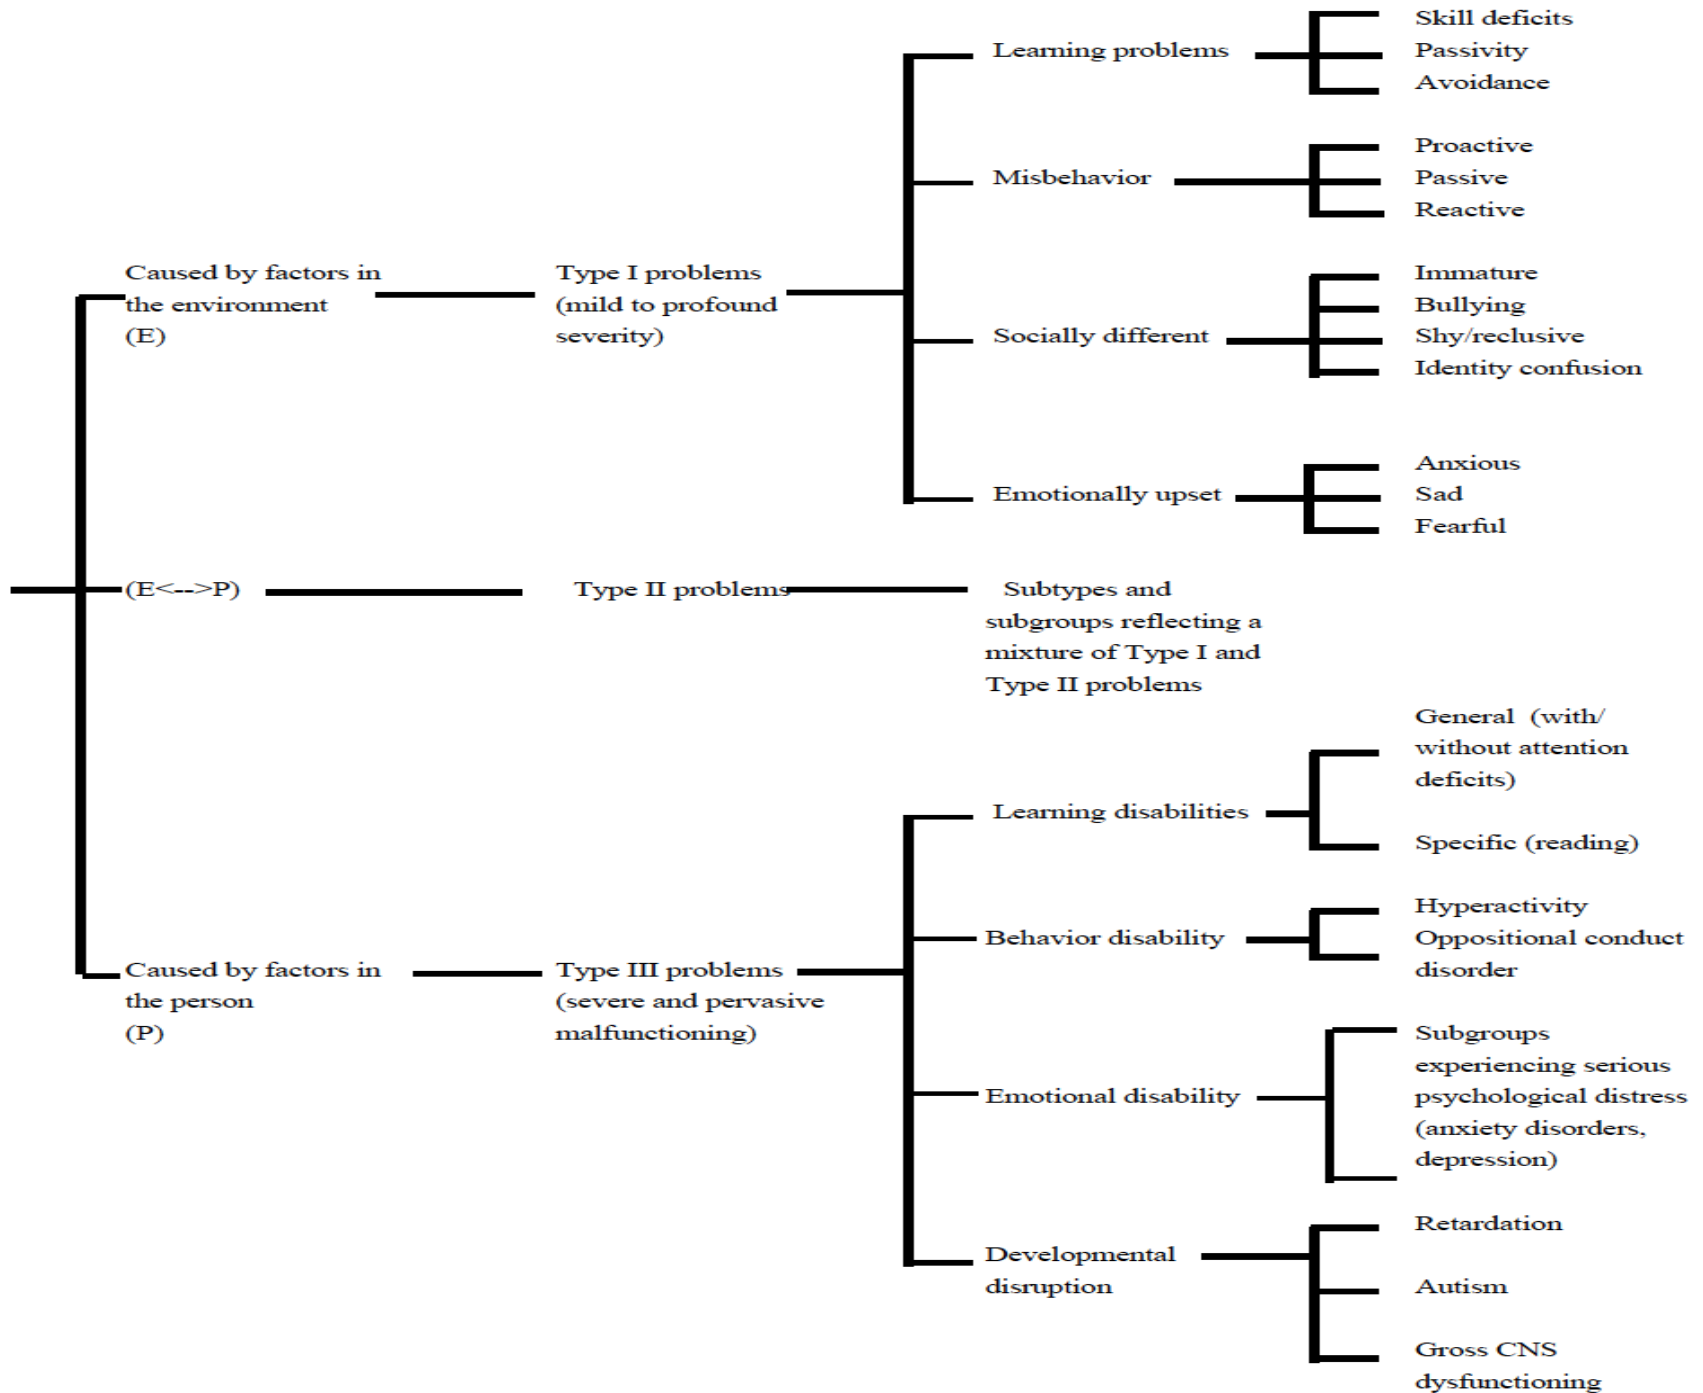 Skill deficits
Learning problems
Passivity
Avoidance
Proactive
Misbehavior
Passive
Reactive
Caused by factors in
the environment
(E)
Type I problems
(mild to profound
severity)
Immature
Bullying
Socially different
Shy/reclusive
Identity confusion
Anxious
Emotionally upset
Sad
Fearful
(E<-->P)
Type II problems
Subtypes and
subgroups reflecting a
mixture of Type I and
Type II problems
General (with/
without attention
deficits)
Learning disabilities
Specific (reading)
Hyperactivity
Behavior disability
Oppositional conduct
disorder
Caused by factors in
the person
(P)
Type III problems
(severe and pervasive
malfunctioning)
Subgroups
experiencing serious
Emotional disability
psychological distress
(anxiety disorders,
depression)
Retardation
Developmental
disruption
Autism
Gross CNS
dysfunctioning